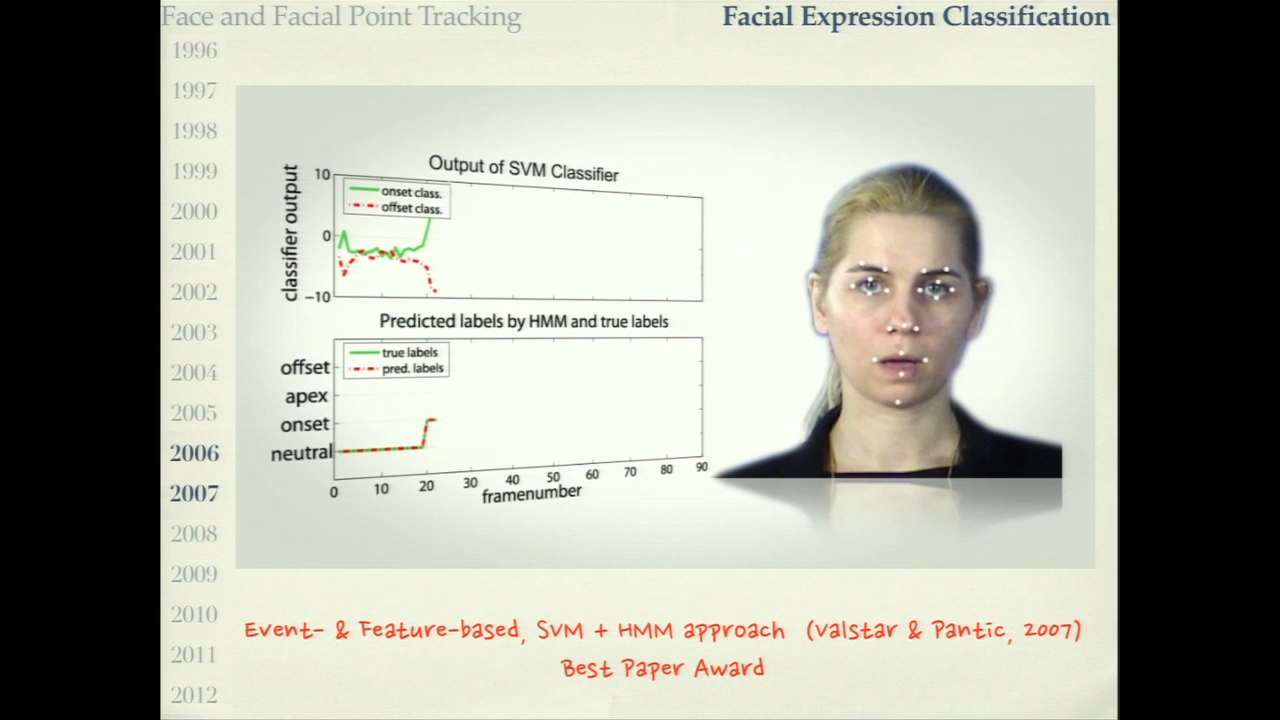 Face and Facial Point Tracking
Facial Expression Classification
1996
1997
1998
1999
2000
2001
2002
2003
2004
2005
2006
2007
2008
2009
2010
2011
2012
Output of SVM Classifier
classifier output
10
0
−10
onset class.
offset class.
Predicted labels by HMM and true labels
true labels
pred. labels
offset
apex
onset
neutral
0 10 20 30 40 50 60 70 80 90
framenumber
Event- & Feature-based, SVM + HMM approach (Valstar & Pantic, 2007)
Best Paper Award